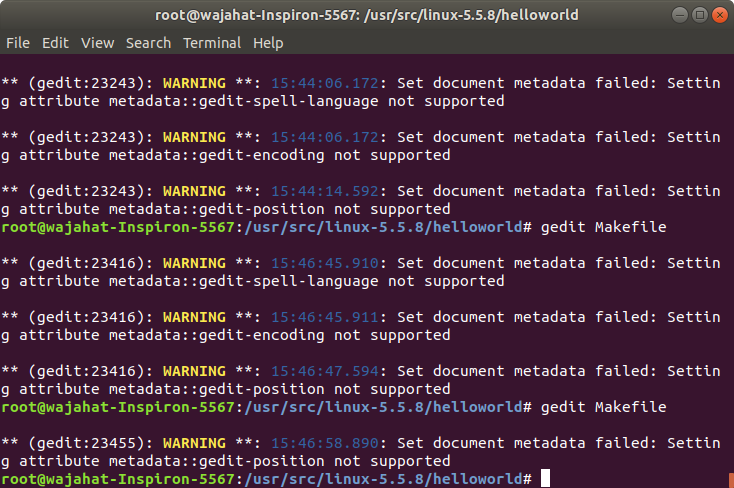 root@wajahat-Inspiron-5567: /usr/src/linux-5.5.8/helloworld
File Edit View Search Terminal Help
** (gedit:23243): WARNING **: 15:44:06.172: Set document metadata failed: Settin
g attribute metadata::gedit-spell-language not supported
** (gedit:23243): WARNING **: 15:44:06.172: Set document metadata failed: Settin
g attribute metadata::gedit-encoding not supported
** (gedit:23243): WARNING **: 15:44:14.592: Set document metadata failed: Settin
g attribute metadata::gedit-position not supported
root@wajahat-Inspiron-5567:/usr/src/linux-5.5.8/helloworld# gedit Makefile
** (gedit:23416): WARNING **: 15:46:45.910: Set document metadata failed: Settin
g attribute metadata::gedit-spell-language not supported
** (gedit:23416): WARNING **: 15:46:45.911: Set document metadata failed: Settin
g attribute metadata::gedit-encoding not supported
** (gedit:23416): WARNING **: 15:46:47.594: Set document metadata failed: Settin
g attribute metadata::gedit-position not supported
root@wajahat-Inspiron-5567:/usr/src/linux-5.5.8/helloworld# gedit Makefile
** (gedit:23455): WARNING **: 15:46:58.890: Set document metadata failed: Settin
g attribute metadata::gedit-position not supported
root@wajahat-Inspiron-5567:/usr/src/linux-5.5.8/helloworld#